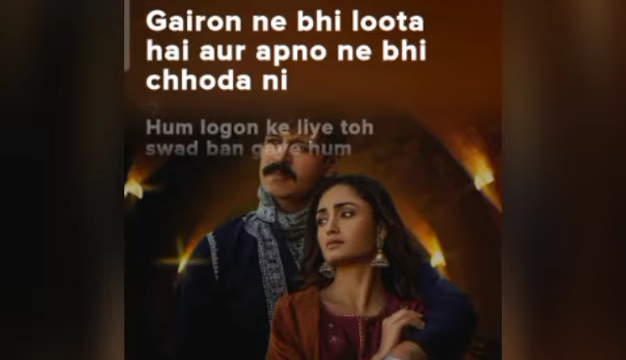 Gairon ne bhi loota
hai aur apno ne bhi
chhoda ni
Hum logon ke liye toh
swad ban gaye hum